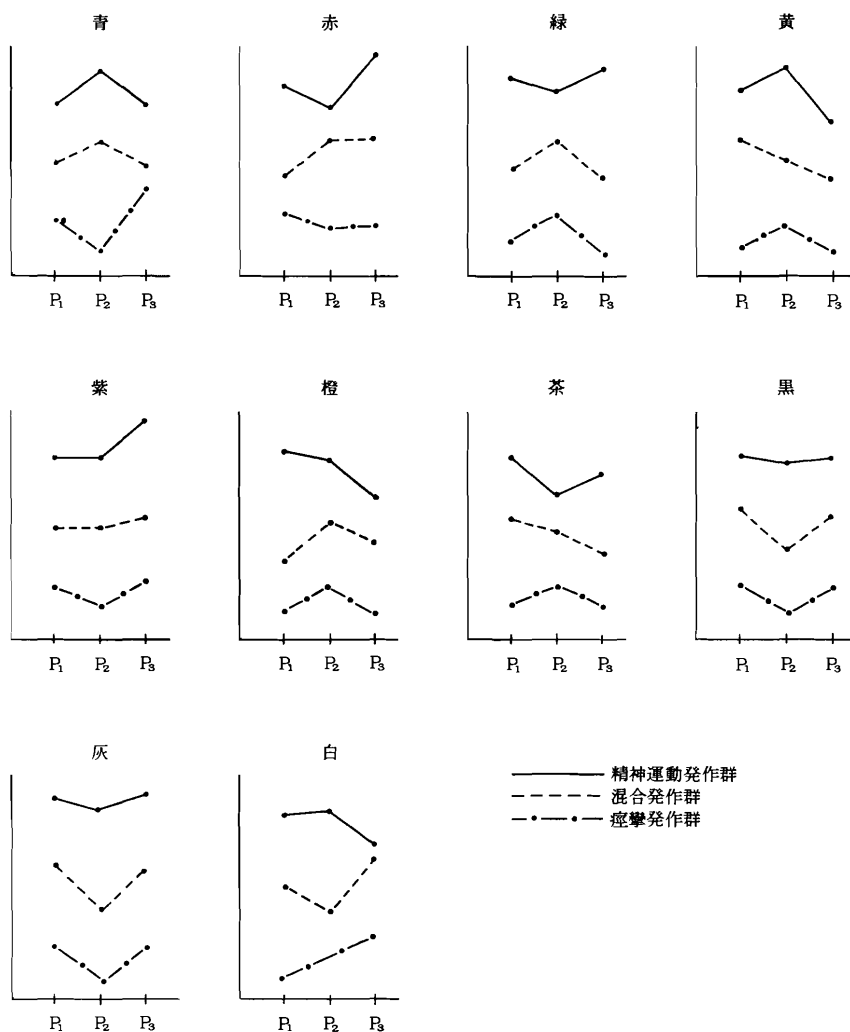 青 赤 緑 黄
P₁ P₂ P₃ P₁ P₂ P₃ P₁ P₂ P₃ P₁ P₂ P₃
紫 橙 茶 黒
P₁ P₂ P₃ P₁ P₂ P₃ P₁ P₂ P₃ P₁ P₂ P₃
灰 白
精神運動発作群
混合発作群
痙攣発作群
P₁ P₂ P₃ P₁ P₂ P₃